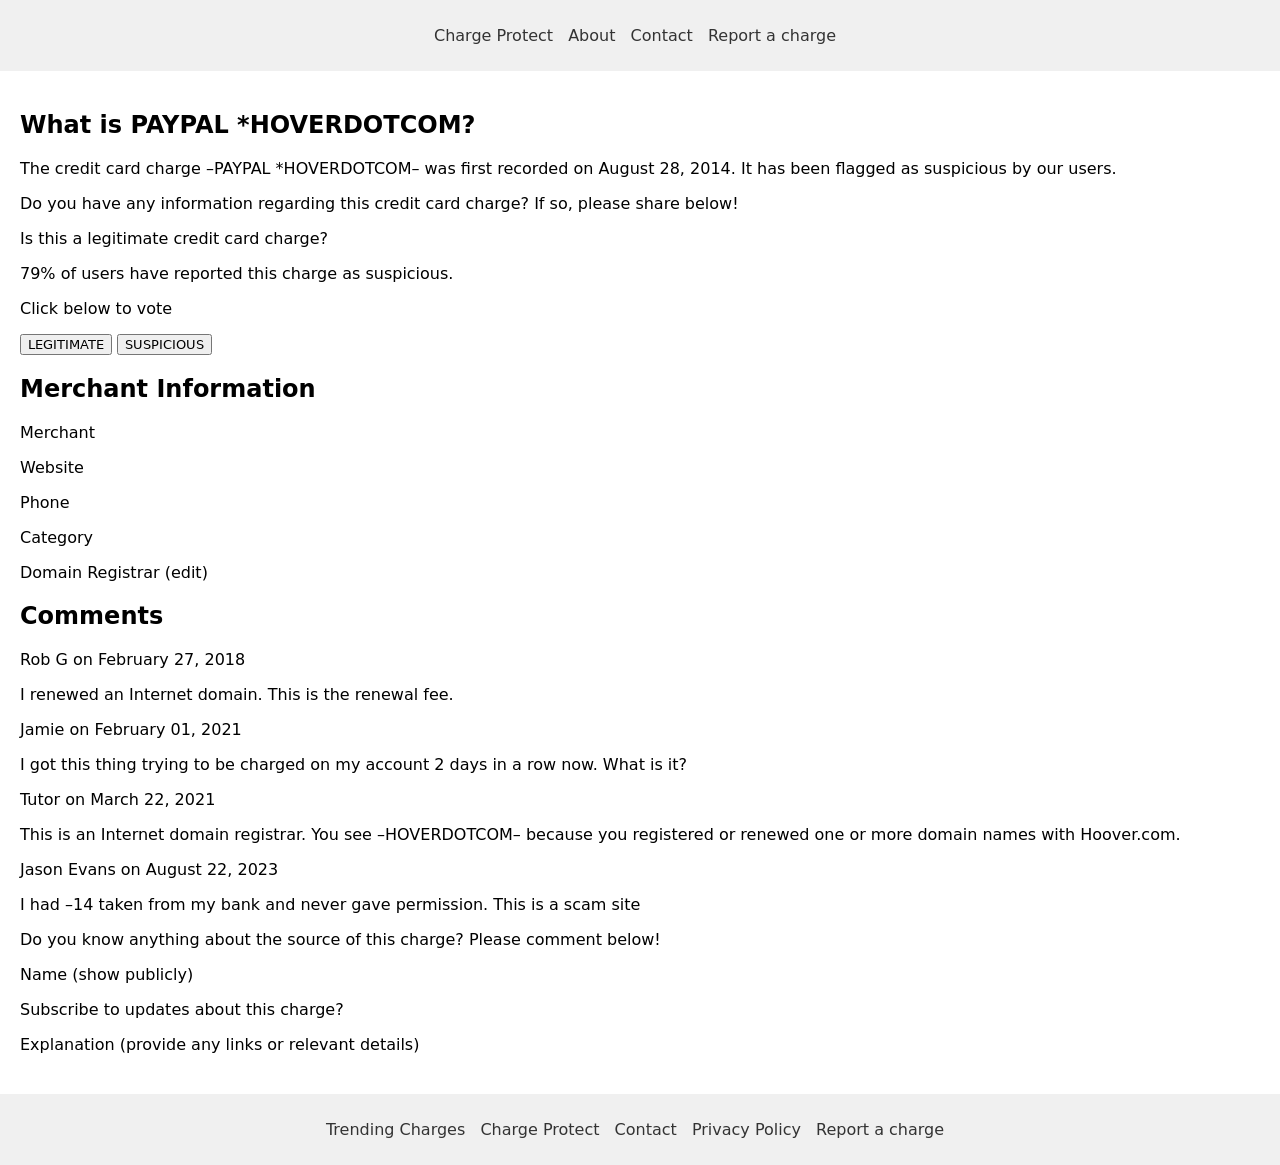 Charge Protect About Contact Report a charge
What is PAYPAL *HOVERDOTCOM?
The credit card charge –PAYPAL *HOVERDOTCOM– was first recorded on August 28, 2014. It has been flagged as suspicious by our users.
Do you have any information regarding this credit card charge? If so, please share below!
Is this a legitimate credit card charge?
79% of users have reported this charge as suspicious.
Click below to vote
LEGITIMATE SUSPICIOUS
Merchant Information
Merchant
Website
Phone
Category
Domain Registrar (edit)
Comments
Rob G on February 27, 2018
I renewed an Internet domain. This is the renewal fee.
Jamie on February 01, 2021
I got this thing trying to be charged on my account 2 days in a row now. What is it?
Tutor on March 22, 2021
This is an Internet domain registrar. You see –HOVERDOTCOM– because you registered or renewed one or more domain names with Hoover.com.
Jason Evans on August 22, 2023
I had –14 taken from my bank and never gave permission. This is a scam site
Do you know anything about the source of this charge? Please comment below!
Name (show publicly)
Subscribe to updates about this charge?
Explanation (provide any links or relevant details)
Trending Charges Charge Protect Contact Privacy Policy Report a charge